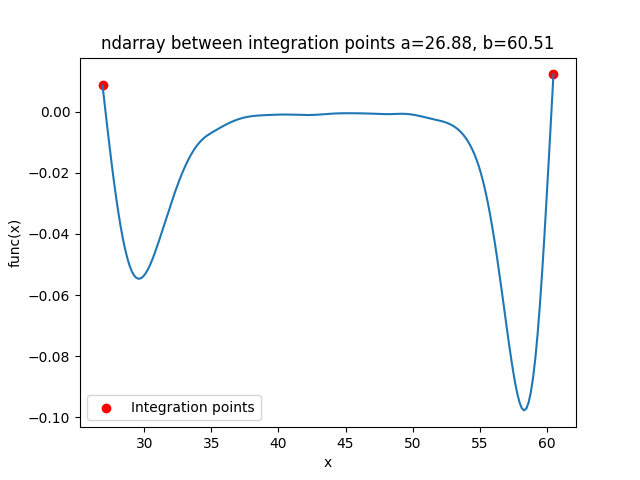 ndarray between integration points a=26.88, b=60.51
0.00
−0.02
−0.04
−0.06
−0.08
−0.10
func(x)
Integration points
30 35 40 45 50 55 60
x